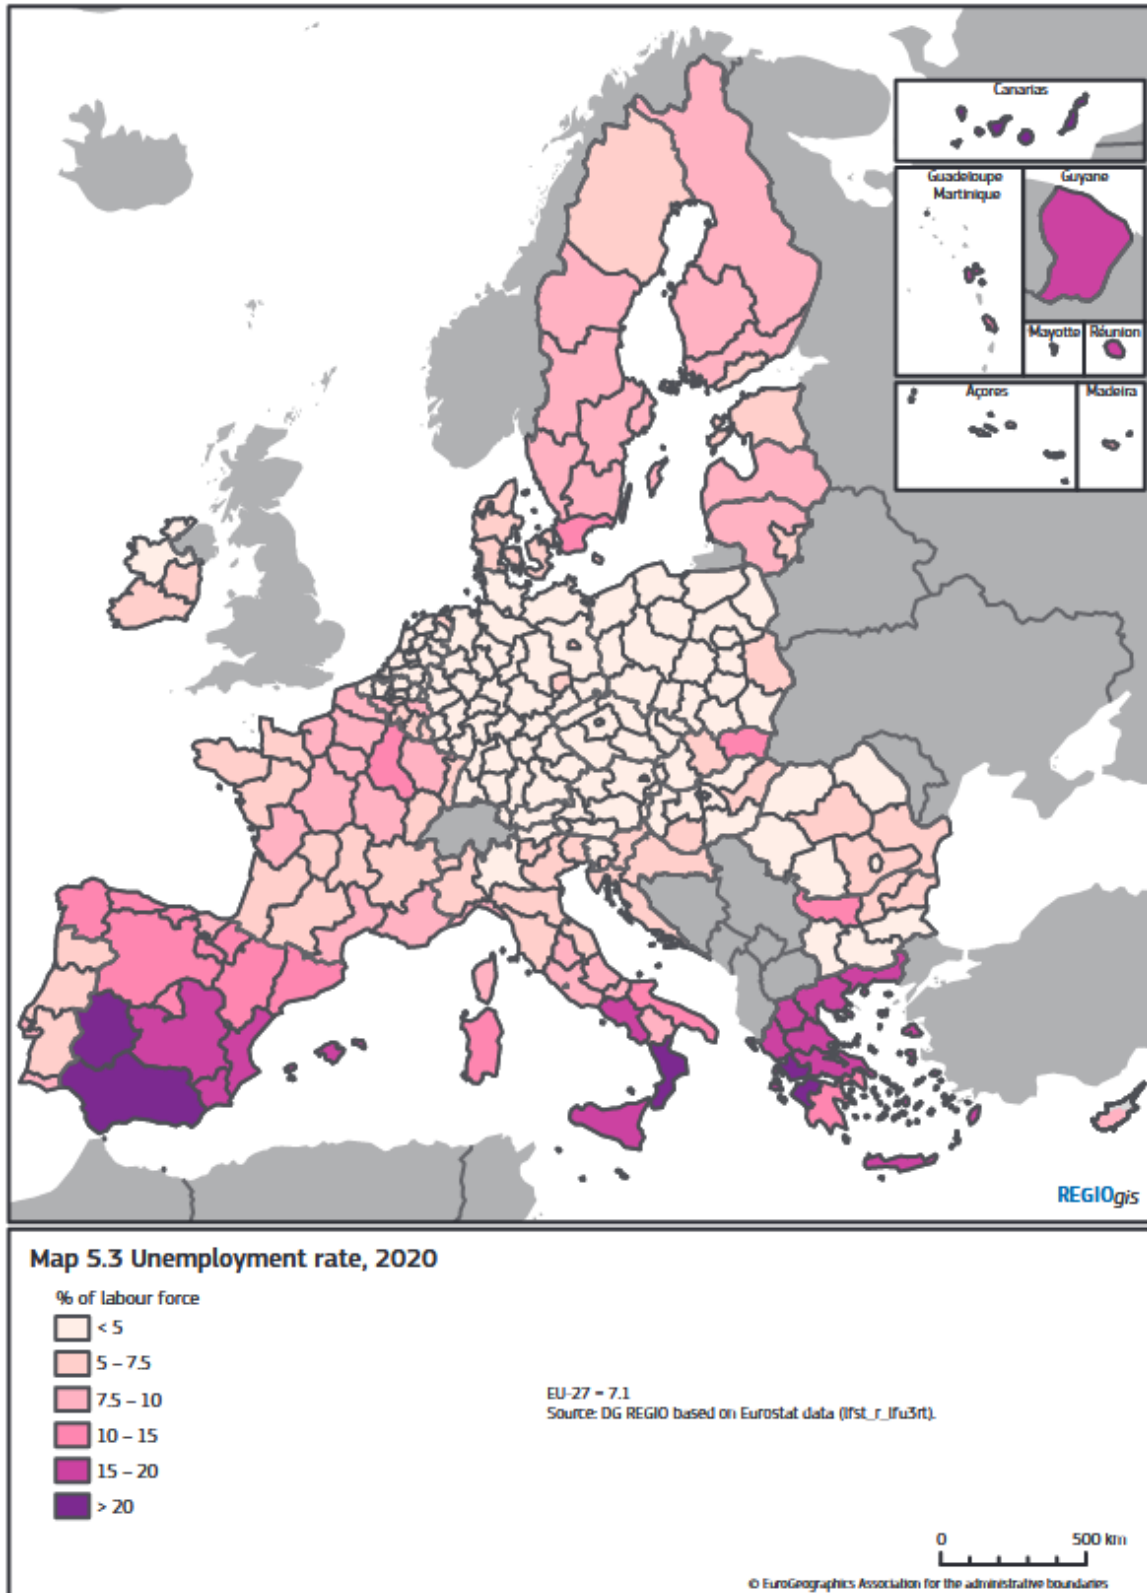 Canarias
Guadeloupe
Martinique
Guyane
Mayotte
Réunion
Açores
Madeira
REGIOgis
Map 5.3 Unemployment rate, 2020
% of labour force
< 5
5 – 7.5
7.5 – 10
10 – 15
15 – 20
> 20
EU-27 = 7.1
Source: DG REGIO based on Eurostat data (lfst_r_lfu3rt).
0 500 km
© EuroGeographics Association for the administrative boundaries